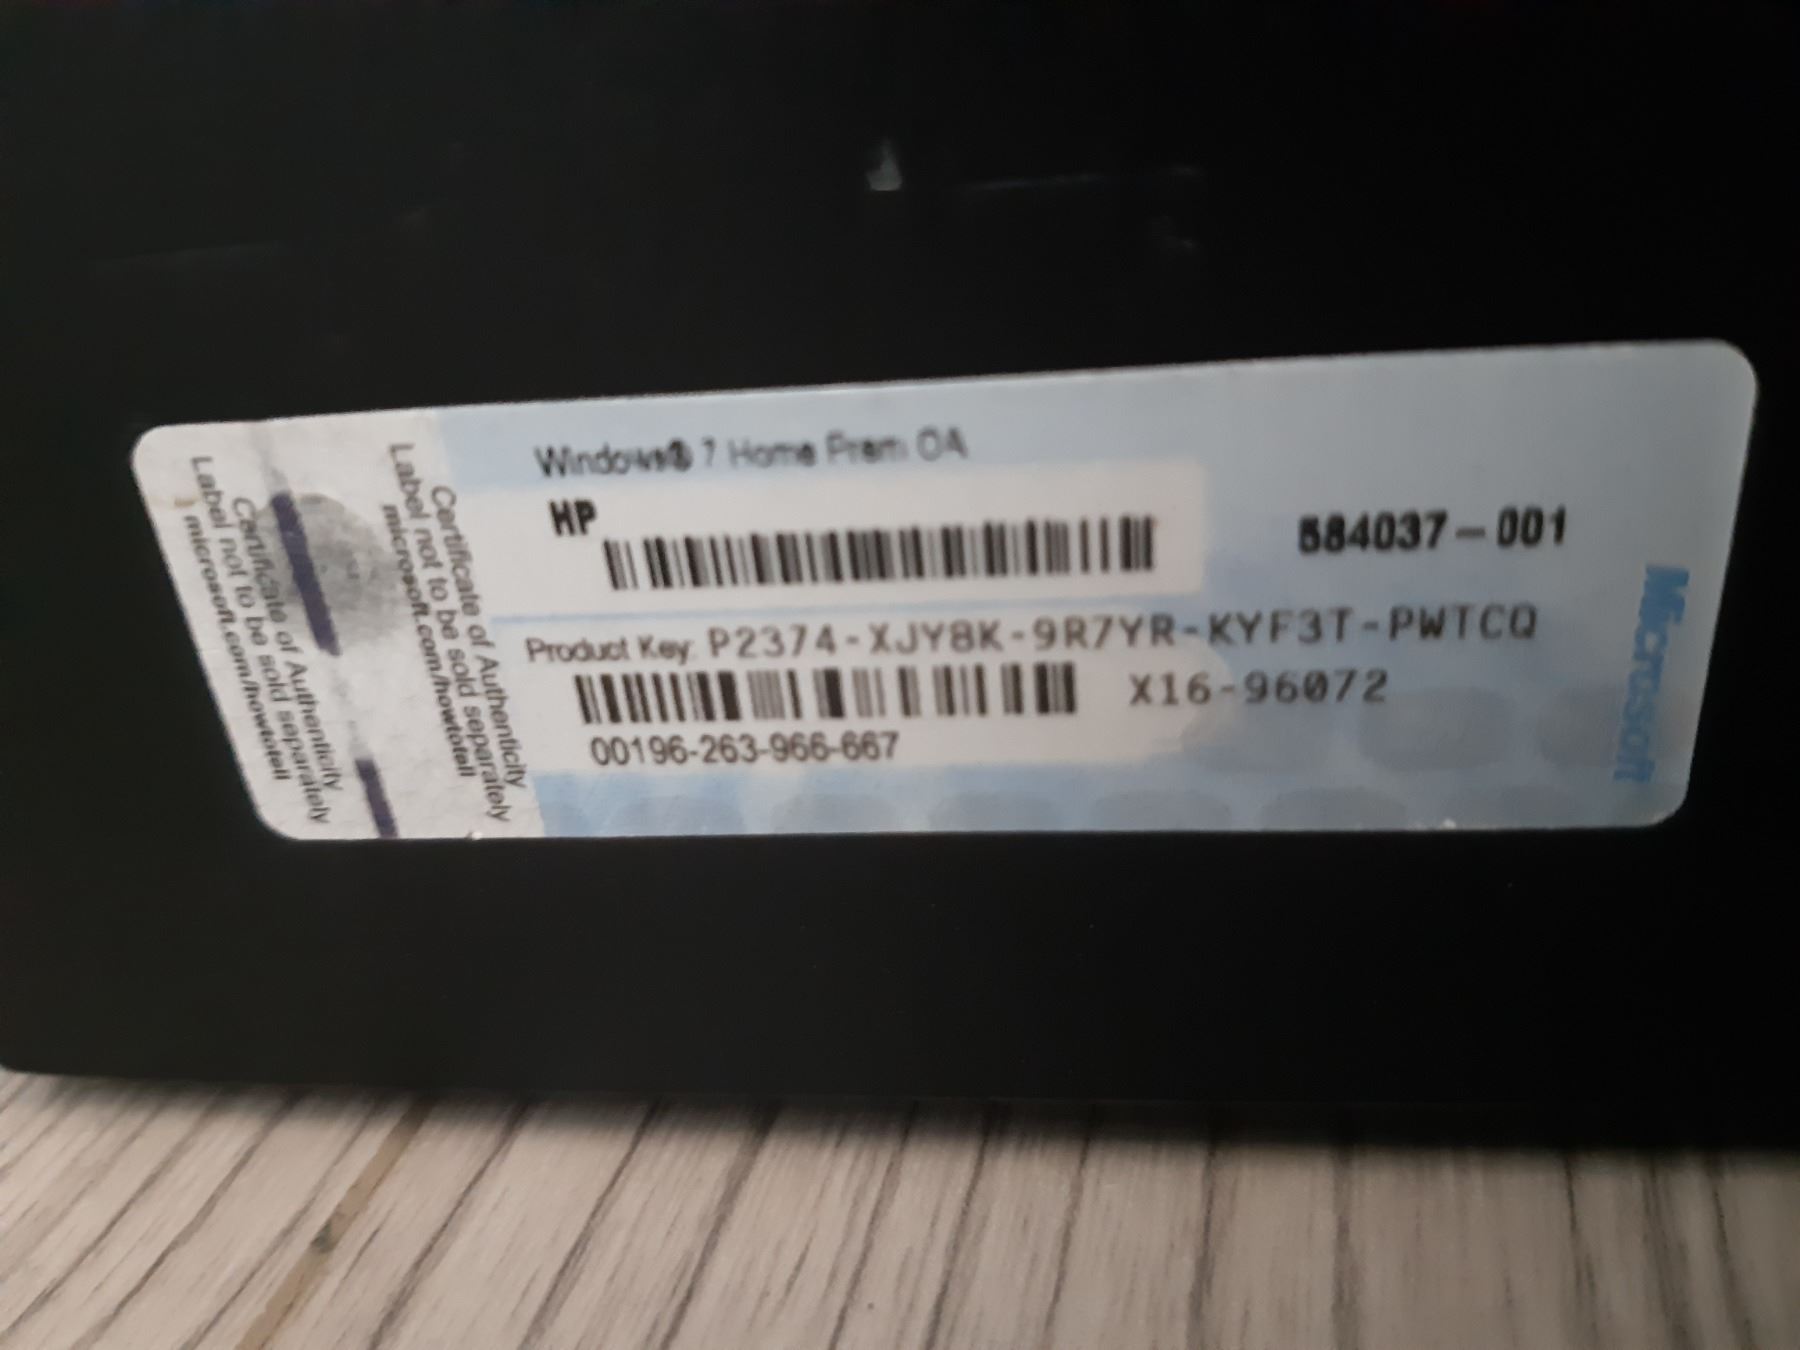 Windows® 7 Home Prem OA
HP
584037-001
Product Key: P2374-XJY8K-9R7YR-KYF3T-PWTCQ
X16-96072
00196-263-966-667
Microsoft
Certificate of Authenticity
Label not to be sold separately
microsoft.com/howtotell
Certificate of Authenticity
Label not to be sold separately
microsoft.com/howtotell